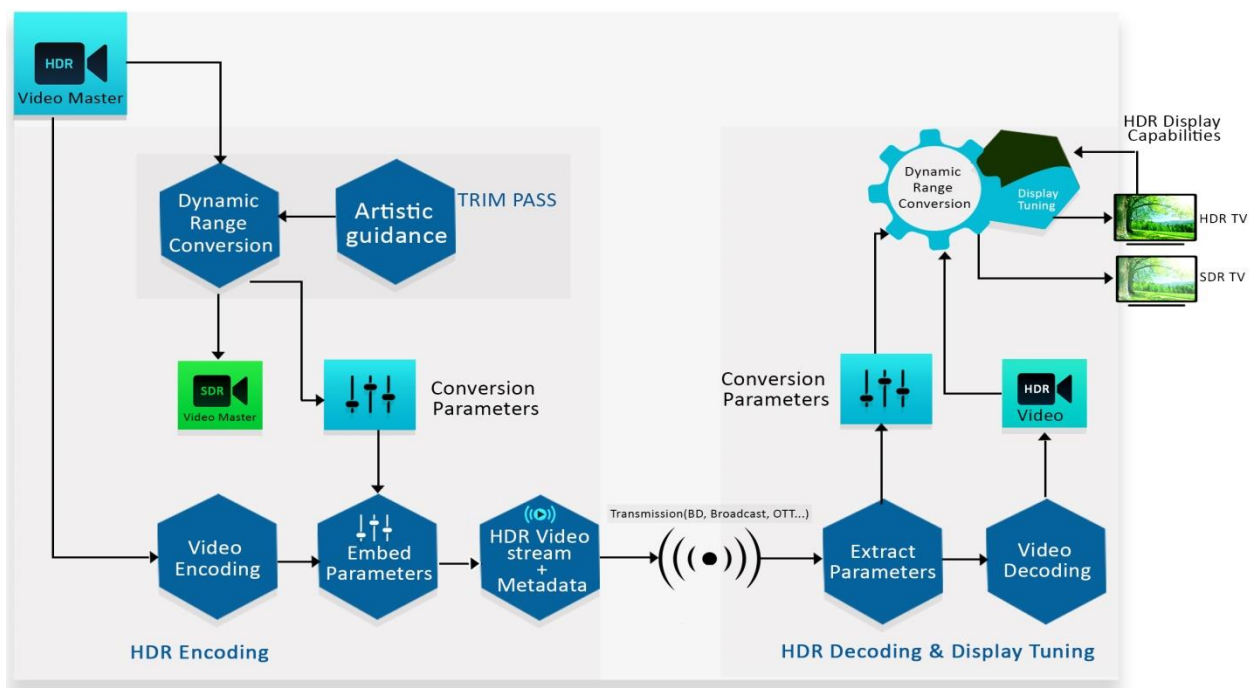 HDR
Video Master
Dynamic
Range
Conversion
Artistic
guidance
TRIM PASS
SDR
Video Master
Conversion
Parameters
Video
Encoding
Embed
Parameters
HDR Video
stream
+
Metadata
HDR Encoding
Transmission(BD, Broadcast, OTT...)
HDR Display
Capabilities
Dynamic
Range
Conversion
Display
Tuning
HDR TV
SDR TV
Conversion
Parameters
HDR
Video
Extract
Parameters
Video
Decoding
HDR Decoding & Display Tuning